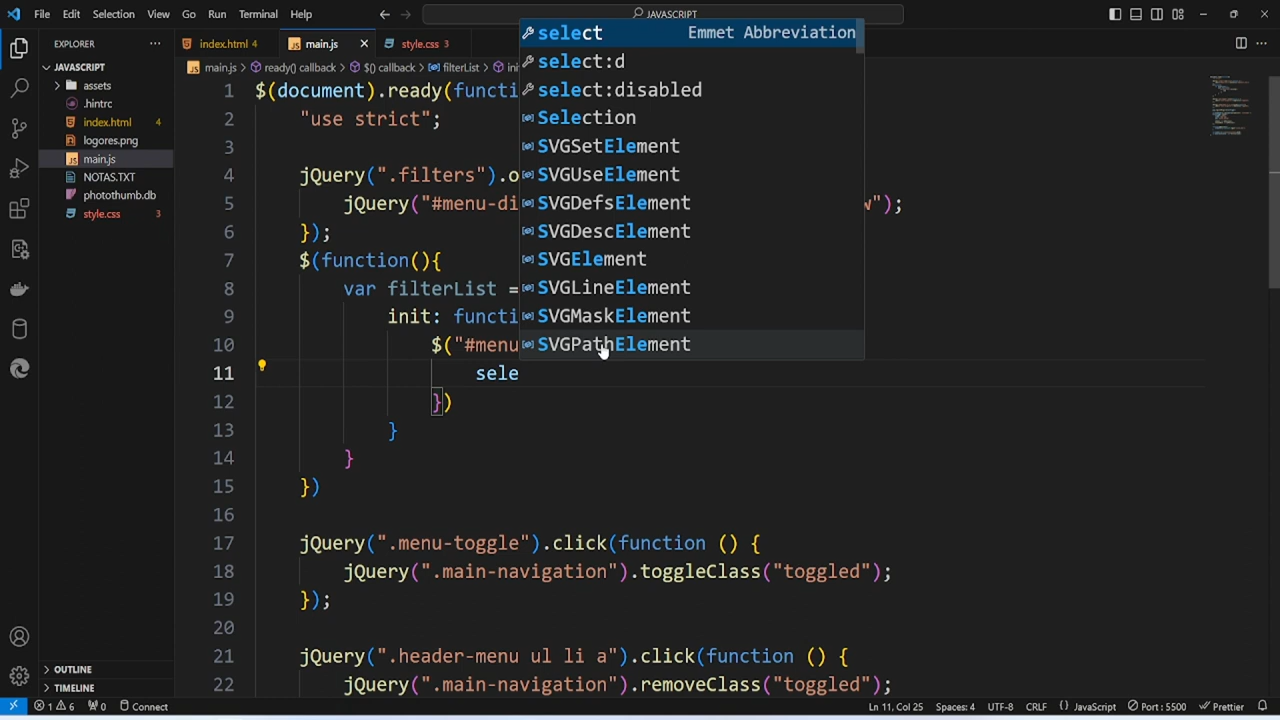 File Edit Selection View Go Run Terminal Help
JAVASCRIPT
EXPLORER
JAVASCRIPT
assets
.hintrc
index.html 4
logores.png
main.js
NOTAS.TXT
photothumb.db
style.css 3
OUTLINE
TIMELINE
index.html 4 main.js style.css 3
main.js > ready() callback > $() callback > filterList >
1 $(document).ready(functi
2 "use strict";
3
4 jQuery(".filters").o
5 jQuery("#menu-di w");
6 });
7 $(function(){
8 var filterList =
9 init: functi
10 $("#menu
11 sele
12 })
13 }
14 }
15 })
16
17 jQuery(".menu-toggle").click(function () {
18 jQuery(".main-navigation").toggleClass("toggled");
19 });
20
21 jQuery(".header-menu ul li a").click(function () {
22 jQuery(".main-navigation").removeClass("toggled");
select Emmet Abbreviation
select:d
select:disabled
Selection
SVGSetElement
SVGUseElement
SVGDefsElement
SVGDescElement
SVGElement
SVGLineElement
SVGMaskElement
SVGPathElement
1 6 0 Connect Ln 11, Col 25 Spaces: 4 UTF-8 CRLF {} JavaScript Port : 5500 Prettier